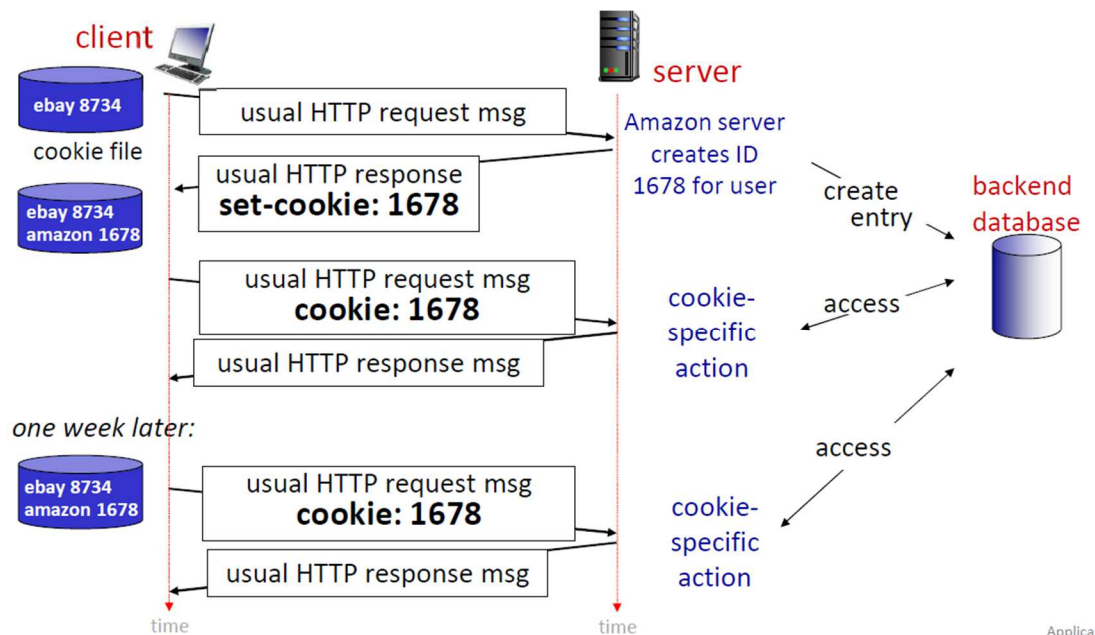 client
server
ebay 8734
cookie file
usual HTTP request msg
Amazon server
creates ID
1678 for user
usual HTTP response
set-cookie: 1678
ebay 8734
amazon 1678
create
entry
backend
database
usual HTTP request msg
cookie: 1678
cookie-
specific
action
access
usual HTTP response msg
one week later:
access
ebay 8734
amazon 1678
usual HTTP request msg
cookie: 1678
cookie-
specific
action
usual HTTP response msg
time
time
Applica